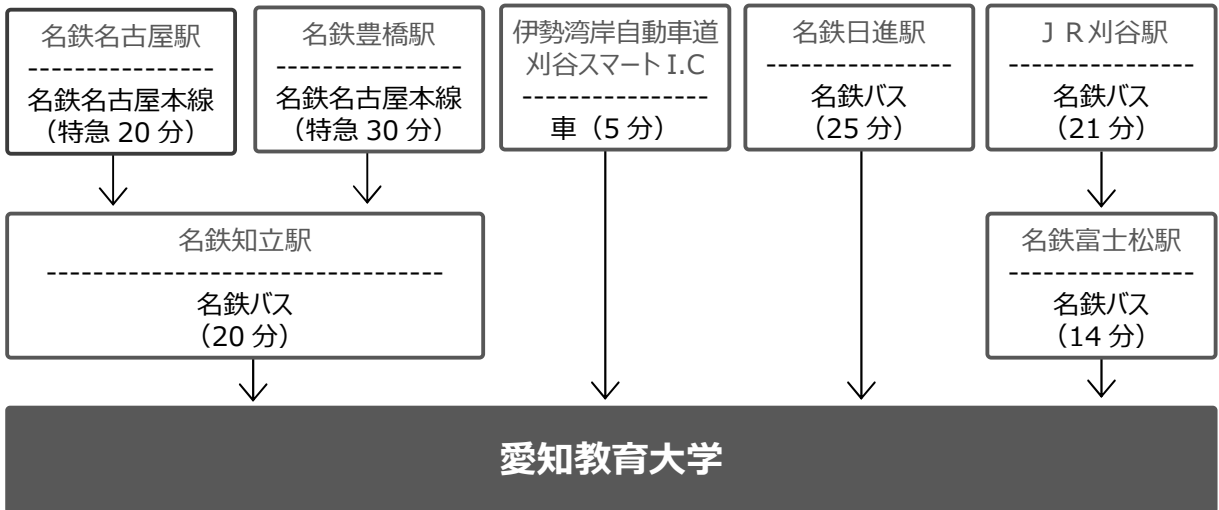 名鉄名古屋駅
----------------
名鉄名古屋本線
（特急 20 分）
名鉄豊橋駅
---------------
名鉄名古屋本線
（特急 30 分）
伊勢湾岸自動車道
刈谷スマート I.C
----------------
車（5 分）
名鉄日進駅
----------------
名鉄バス
（25 分）
ＪＲ刈谷駅
----------------
名鉄バス
（21 分）
名鉄知立駅
----------------------------------
名鉄バス
（20 分）
名鉄富士松駅
----------------
名鉄バス
（14 分）
愛知教育大学